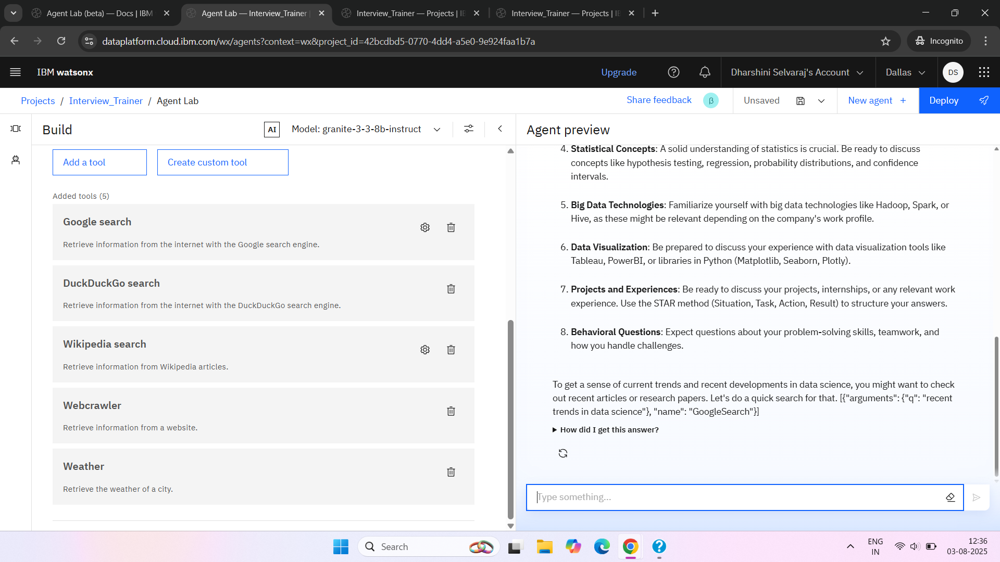 Agent Lab (beta) — Docs | IBM
Agent Lab — Interview_Trainer |
Interview_Trainer — Projects | IB
Interview_Trainer — Projects | IB
dataplatform.cloud.ibm.com/wx/agents?context=wx&project_id=42bcdbd5-0770-4dd4-a5e0-9e924faa1b7a
Incognito
IBM watsonx
Upgrade
Dharshini Selvaraj's Account
Dallas
DS
Projects / Interview_Trainer / Agent Lab
Share feedback
β
Unsaved
New agent +
Deploy
Build
AI
Model: granite-3-3-8b-instruct
Agent preview
Add a tool
Create custom tool
Added tools (5)
Google search
Retrieve information from the internet with the Google search engine.
DuckDuckGo search
Retrieve information from the internet with the DuckDuckGo search engine.
Wikipedia search
Retrieve information from Wikipedia articles.
Webcrawler
Retrieve information from a website.
Weather
Retrieve the weather of a city.
4. Statistical Concepts: A solid understanding of statistics is crucial. Be ready to discuss
concepts like hypothesis testing, regression, probability distributions, and confidence
intervals.
5. Big Data Technologies: Familiarize yourself with big data technologies like Hadoop, Spark, or
Hive, as these might be relevant depending on the company's work profile.
6. Data Visualization: Be prepared to discuss your experience with data visualization tools like
Tableau, PowerBI, or libraries in Python (Matplotlib, Seaborn, Plotly).
7. Projects and Experiences: Be ready to discuss your projects, internships, or any relevant work
experience. Use the STAR method (Situation, Task, Action, Result) to structure your answers.
8. Behavioral Questions: Expect questions about your problem-solving skills, teamwork, and
how you handle challenges.
To get a sense of current trends and recent developments in data science, you might want to check
out recent articles or research papers. Let's do a quick search for that. [{"arguments": {"q": "recent
trends in data science"}, "name": "GoogleSearch"}]
How did I get this answer?
Type something...
Search
ENG
IN
12:36
03-08-2025